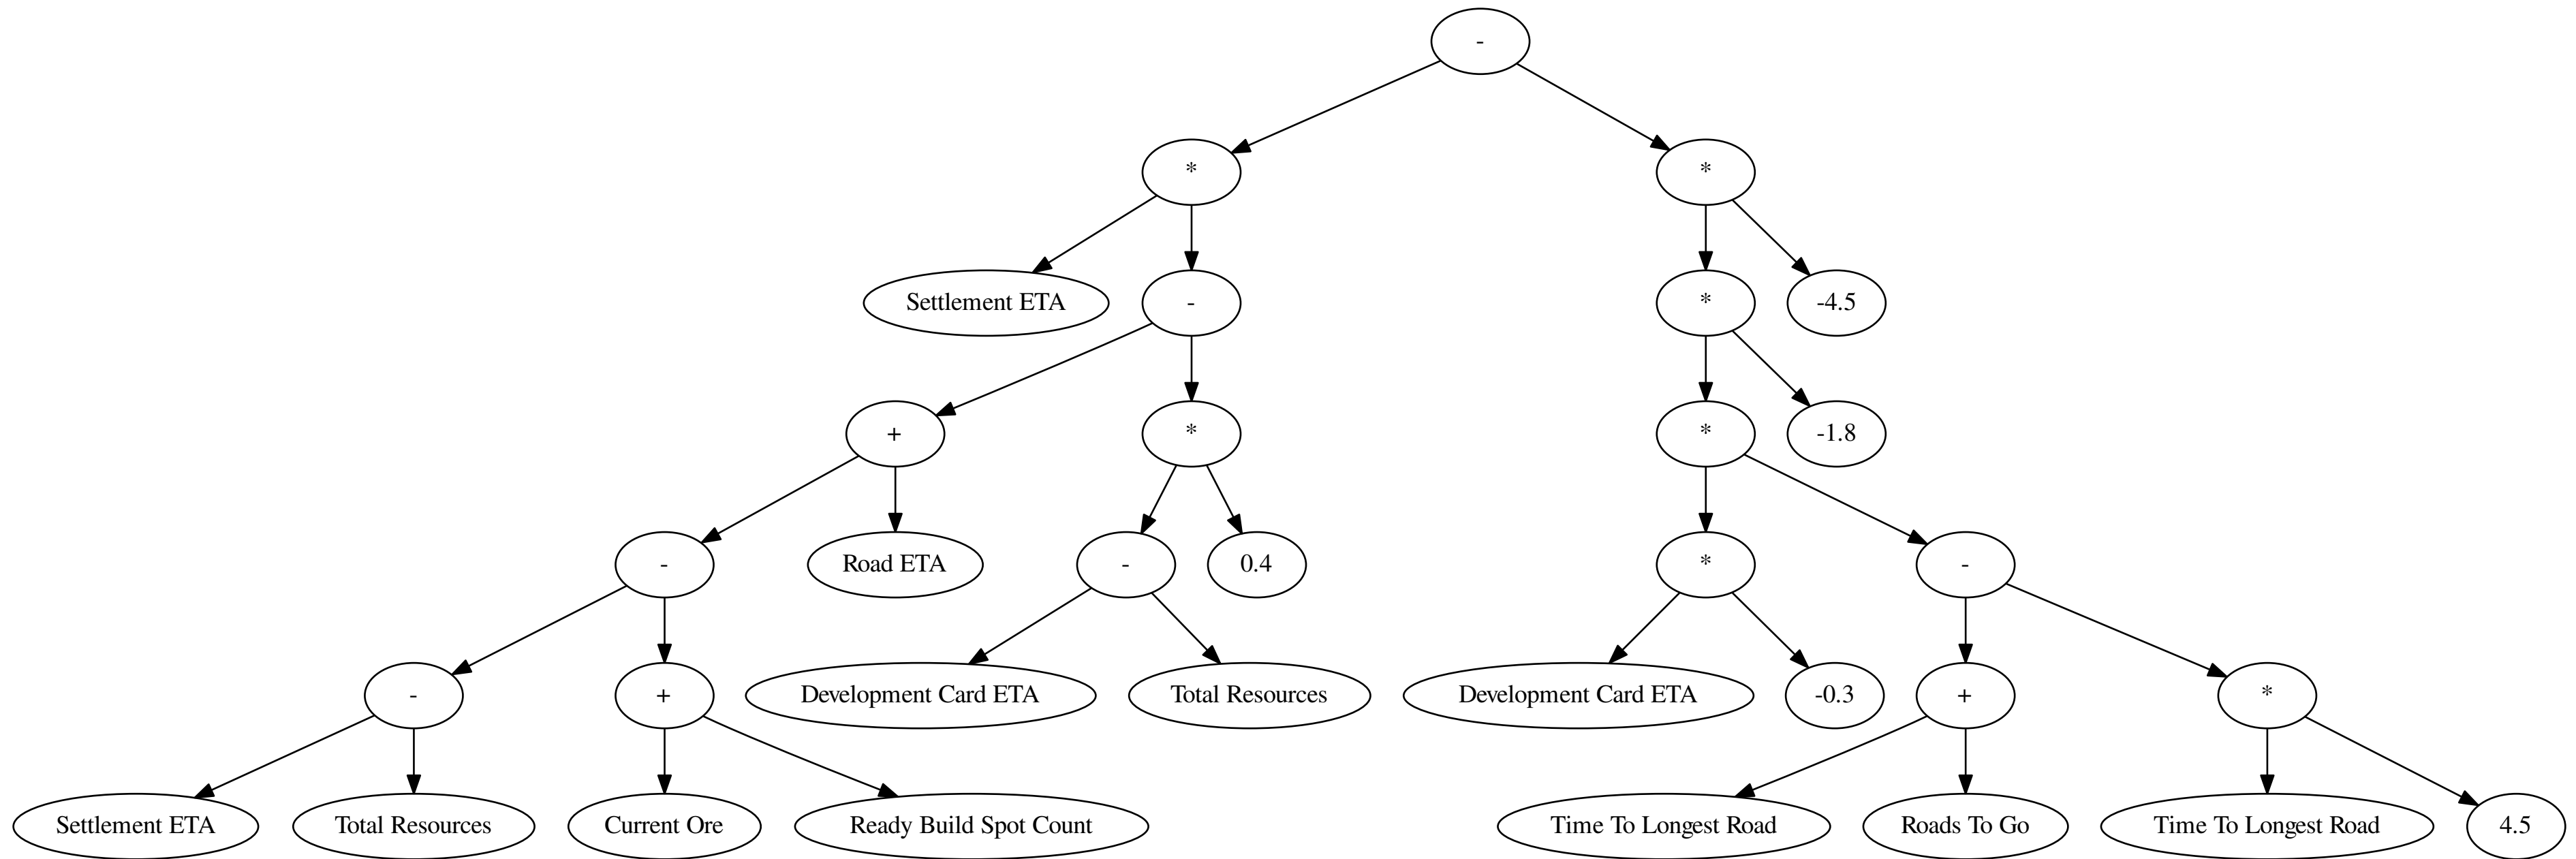 -
*
*
Settlement ETA
-
*
-4.5
+
*
*
-1.8
-
Road ETA
-
0.4
*
-
-
+
Development Card ETA
Total Resources
Development Card ETA
-0.3
+
*
Settlement ETA
Total Resources
Current Ore
Ready Build Spot Count
Time To Longest Road
Roads To Go
Time To Longest Road
4.5